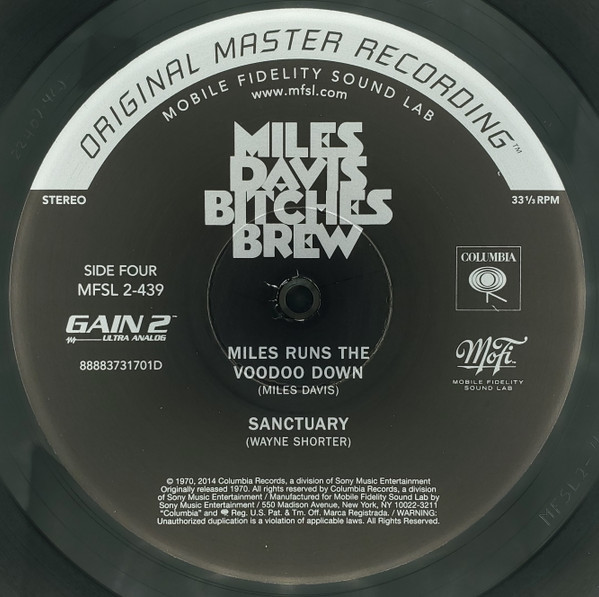 ORIGINAL MASTER RECORDING™
MOBILE FIDELITY SOUND LAB
www.mfsl.com
MILES
DAVIS
BITCHES
BREW
STEREO
33 1/3 RPM
SIDE FOUR
MFSL 2-439
GAIN 2™
ULTRA ANALOG
88883731701D
COLUMBIA
MoFi™
MOBILE FIDELITY
SOUND LAB
MILES RUNS THE
VOODOO DOWN
(MILES DAVIS)
SANCTUARY
(WAYNE SHORTER)
© 1970, 2014 Columbia Records, a division of Sony Music Entertainment
Originally released 1970. All rights reserved by Columbia Records, a division
of Sony Music Entertainment / Manufactured for Mobile Fidelity Sound Lab by
Sony Music Entertainment / 550 Madison Avenue, New York, NY 10022-3211
"Columbia" and Reg. U.S. Pat. & Tm. Off. Marca Registrada. / WARNING:
Unauthorized duplication is a violation of applicable laws. All Rights Reserved.